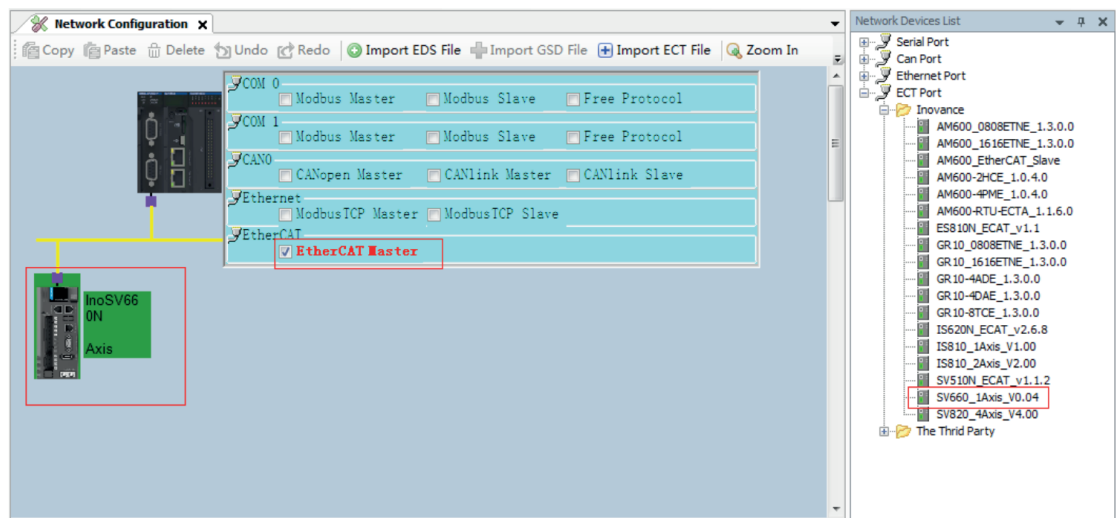 Network Configuration
Copy Paste Delete Undo Redo Import EDS File Import GSD File Import ECT File Zoom In
COM 0
Modbus Master Modbus Slave Free Protocol
COM 1
Modbus Master Modbus Slave Free Protocol
CAN0
CANopen Master CANlink Master CANlink Slave
Ethernet
ModbusTCP Master ModbusTCP Slave
EtherCAT
EtherCAT Master
InoSV66
0N
Axis
Network Devices List
Serial Port
Can Port
Ethernet Port
ECT Port
Inovance
AM600_0808ETNE_1.3.0.0
AM600_1616ETNE_1.3.0.0
AM600_EtherCAT_Slave
AM600-2HCE_1.0.4.0
AM600-4PME_1.0.4.0
AM600-RTU-ECTA_1.1.6.0
ES810N_ECAT_v1.1
GR10_0808ETNE_1.3.0.0
GR10_1616ETNE_1.3.0.0
GR10-4ADE_1.3.0.0
GR10-4DAE_1.3.0.0
GR10-8TCE_1.3.0.0
IS620N_ECAT_v2.6.8
IS810_1Axis_V1.00
IS810_2Axis_V2.00
SV510N_ECAT_v1.1.2
SV660_1Axis_V0.04
SV820_4Axis_V4.00
The Thrid Party